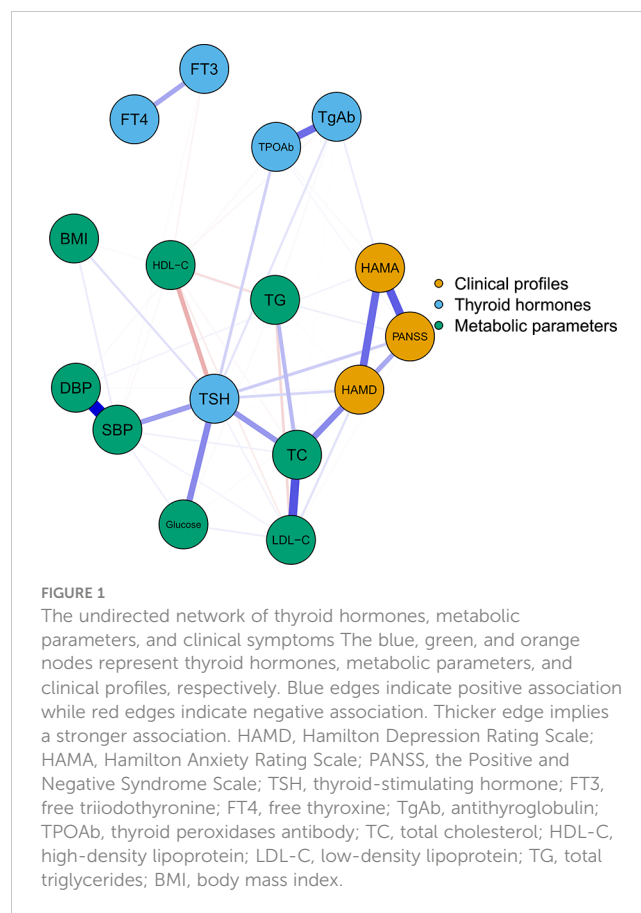 FT3
FT4
TgAb
TPOAb
BMI
HDL−C
HAMA
TG
Clinical profiles
Thyroid hormones
Metabolic parameters
PANSS
DBP
HAMD
TSH
SBP
TC
Glucose
LDL−C
FIGURE 1
The undirected network of thyroid hormones, metabolic
parameters, and clinical symptoms The blue, green, and orange
nodes represent thyroid hormones, metabolic parameters, and
clinical profiles, respectively. Blue edges indicate positive association
while red edges indicate negative association. Thicker edge implies
a stronger association. HAMD, Hamilton Depression Rating Scale;
HAMA, Hamilton Anxiety Rating Scale; PANSS, the Positive and
Negative Syndrome Scale; TSH, thyroid-stimulating hormone; FT3,
free triiodothyronine; FT4, free thyroxine; TgAb, antithyroglobulin;
TPOAb, thyroid peroxidases antibody; TC, total cholesterol; HDL-C,
high-density lipoprotein; LDL-C, low-density lipoprotein; TG, total
triglycerides; BMI, body mass index.